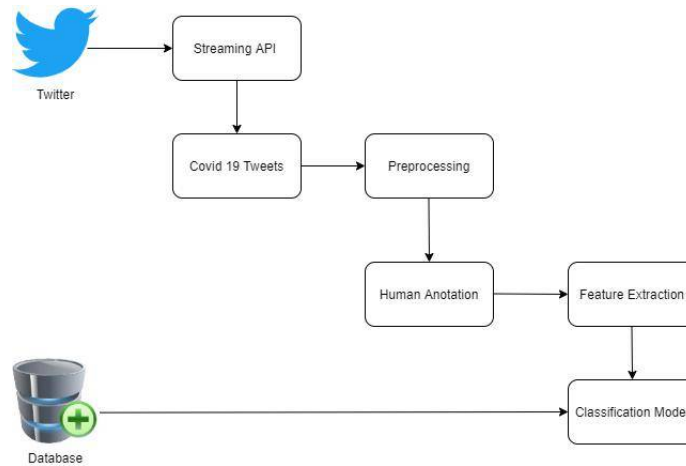 Streaming API
Twitter
Covid 19 Tweets
Preprocessing
Human Anotation
Feature Extraction
Classification Mode
Database